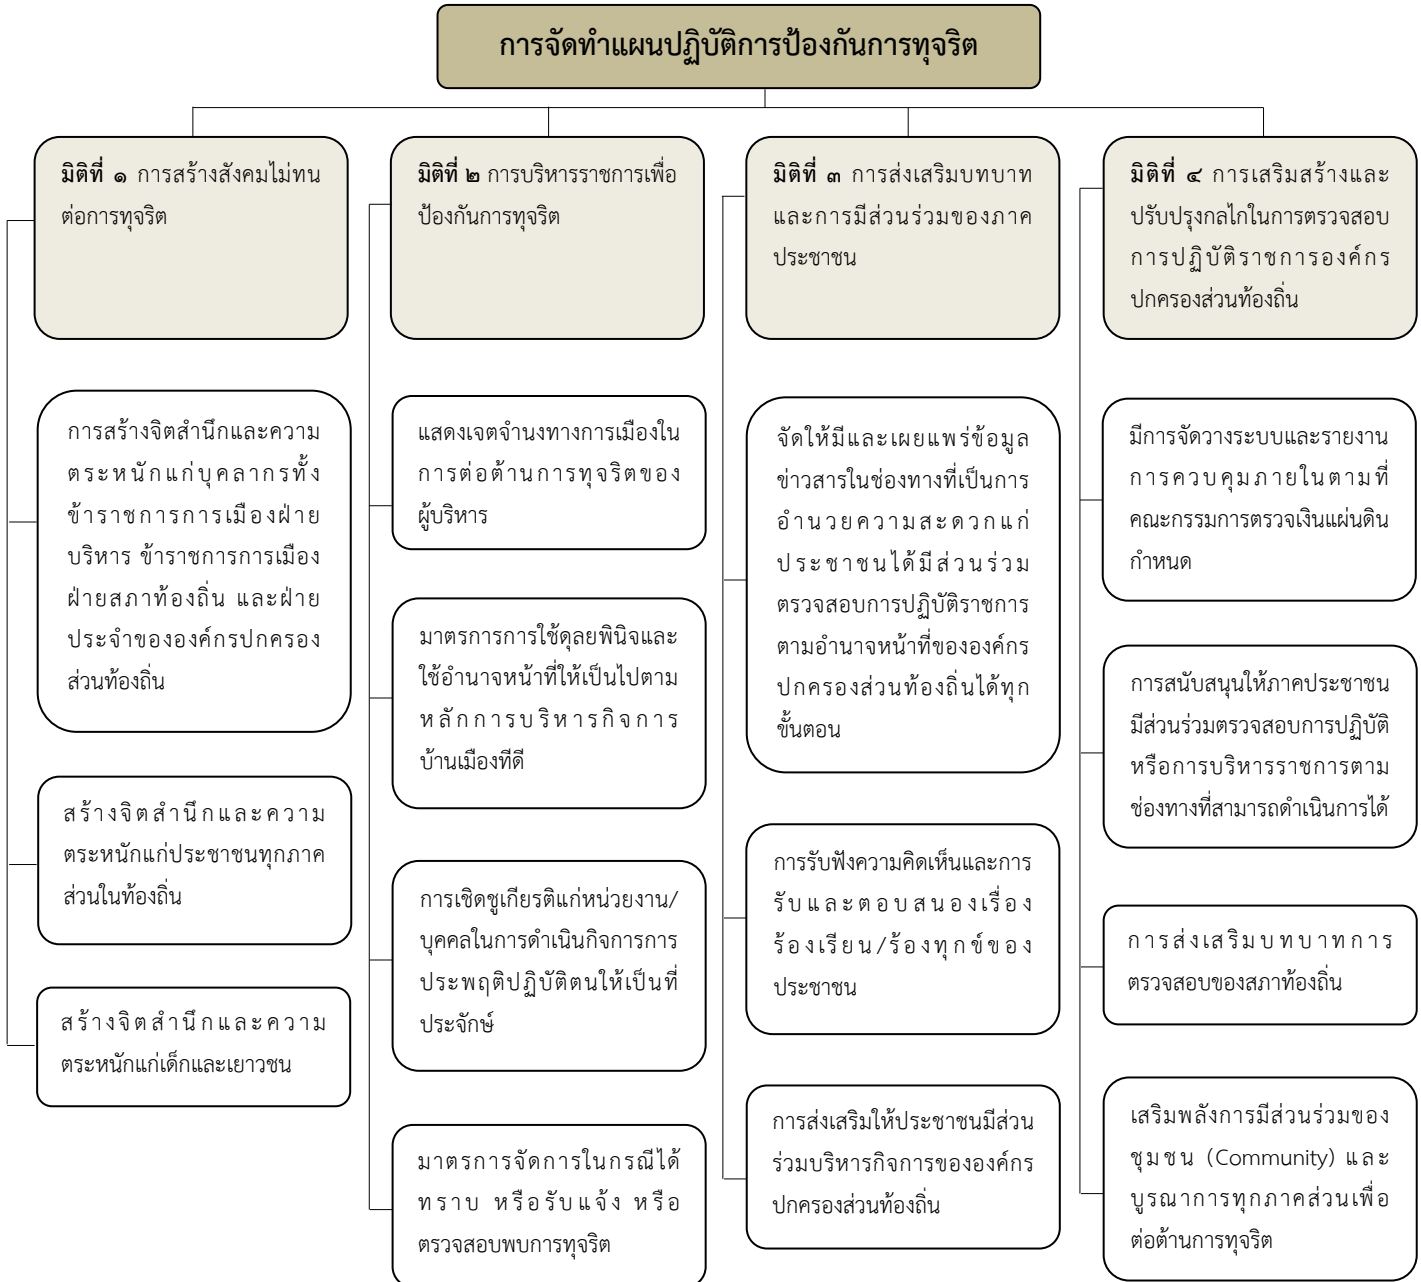 การจัดทำแผนปฏิบัติการป้องกันการทุจริต
มิติที่ ๑ การสร้างสังคมไม่ทน
ต่อการทุจริต
การสร้างจิตสำนึกและความ
ตระหนักแก่บุคลากรทั้ง
ข้าราชการการเมืองฝ่าย
บริหาร ข้าราชการการเมือง
ฝ่ายสภาท้องถิ่น และฝ่าย
ประจำขององค์กรปกครอง
ส่วนท้องถิ่น
สร้างจิตสำนึกและความ
ตระหนักแก่ประชาชนทุกภาค
ส่วนในท้องถิ่น
สร้างจิตสำนึกและความ
ตระหนักแก่เด็กและเยาวชน
มิติที่ ๒ การบริหารราชการเพื่อ
ป้องกันการทุจริต
แสดงเจตจำนงทางการเมืองใน
การต่อต้านการทุจริตของ
ผู้บริหาร
มาตรการการใช้ดุลยพินิจและ
ใช้อำนาจหน้าที่ให้เป็นไปตาม
หลักการบริหารกิจการ
บ้านเมืองทีดี
การเชิดชูเกียรติแก่หน่วยงาน/
บุคคลในการดำเนินกิจการการ
ประพฤติปฏิบัติตนให้เป็นที่
ประจักษ์
มาตรการจัดการในกรณีได้
ทราบ หรือรับแจ้ง หรือ
ตรวจสอบพบการทุจริต
มิติที่ ๓ การส่งเสริมบทบาท
และการมีส่วนร่วมของภาค
ประชาชน
จัดให้มีและเผยแพร่ข้อมูล
ข่าวสารในช่องทางที่เป็นการ
อำนวยความสะดวกแก่
ประชาชนได้มีส่วนร่วม
ตรวจสอบการปฏิบัติราชการ
ตามอำนาจหน้าที่ขององค์กร
ปกครองส่วนท้องถิ่นได้ทุก
ขั้นตอน
การรับฟังความคิดเห็นและการ
รับและตอบสนองเรื่อง
ร้องเรียน/ร้องทุกข์ของ
ประชาชน
การส่งเสริมให้ประชาชนมีส่วน
ร่วมบริหารกิจการขององค์กร
ปกครองส่วนท้องถิ่น
มิติที่ ๔ การเสริมสร้างและ
ปรับปรุงกลไกในการตรวจสอบ
การปฏิบัติราชการองค์กร
ปกครองส่วนท้องถิ่น
มีการจัดวางระบบและรายงาน
การควบคุมภายในตามที่
คณะกรรมการตรวจเงินแผ่นดิน
กำหนด
การสนับสนุนให้ภาคประชาชน
มีส่วนร่วมตรวจสอบการปฏิบัติ
หรือการบริหารราชการตาม
ช่องทางที่สามารถดำเนินการได้
การส่งเสริมบทบาทการ
ตรวจสอบของสภาท้องถิ่น
เสริมพลังการมีส่วนร่วมของ
ชุมชน (Community) และ
บูรณาการทุกภาคส่วนเพื่อ
ต่อต้านการทุจริต